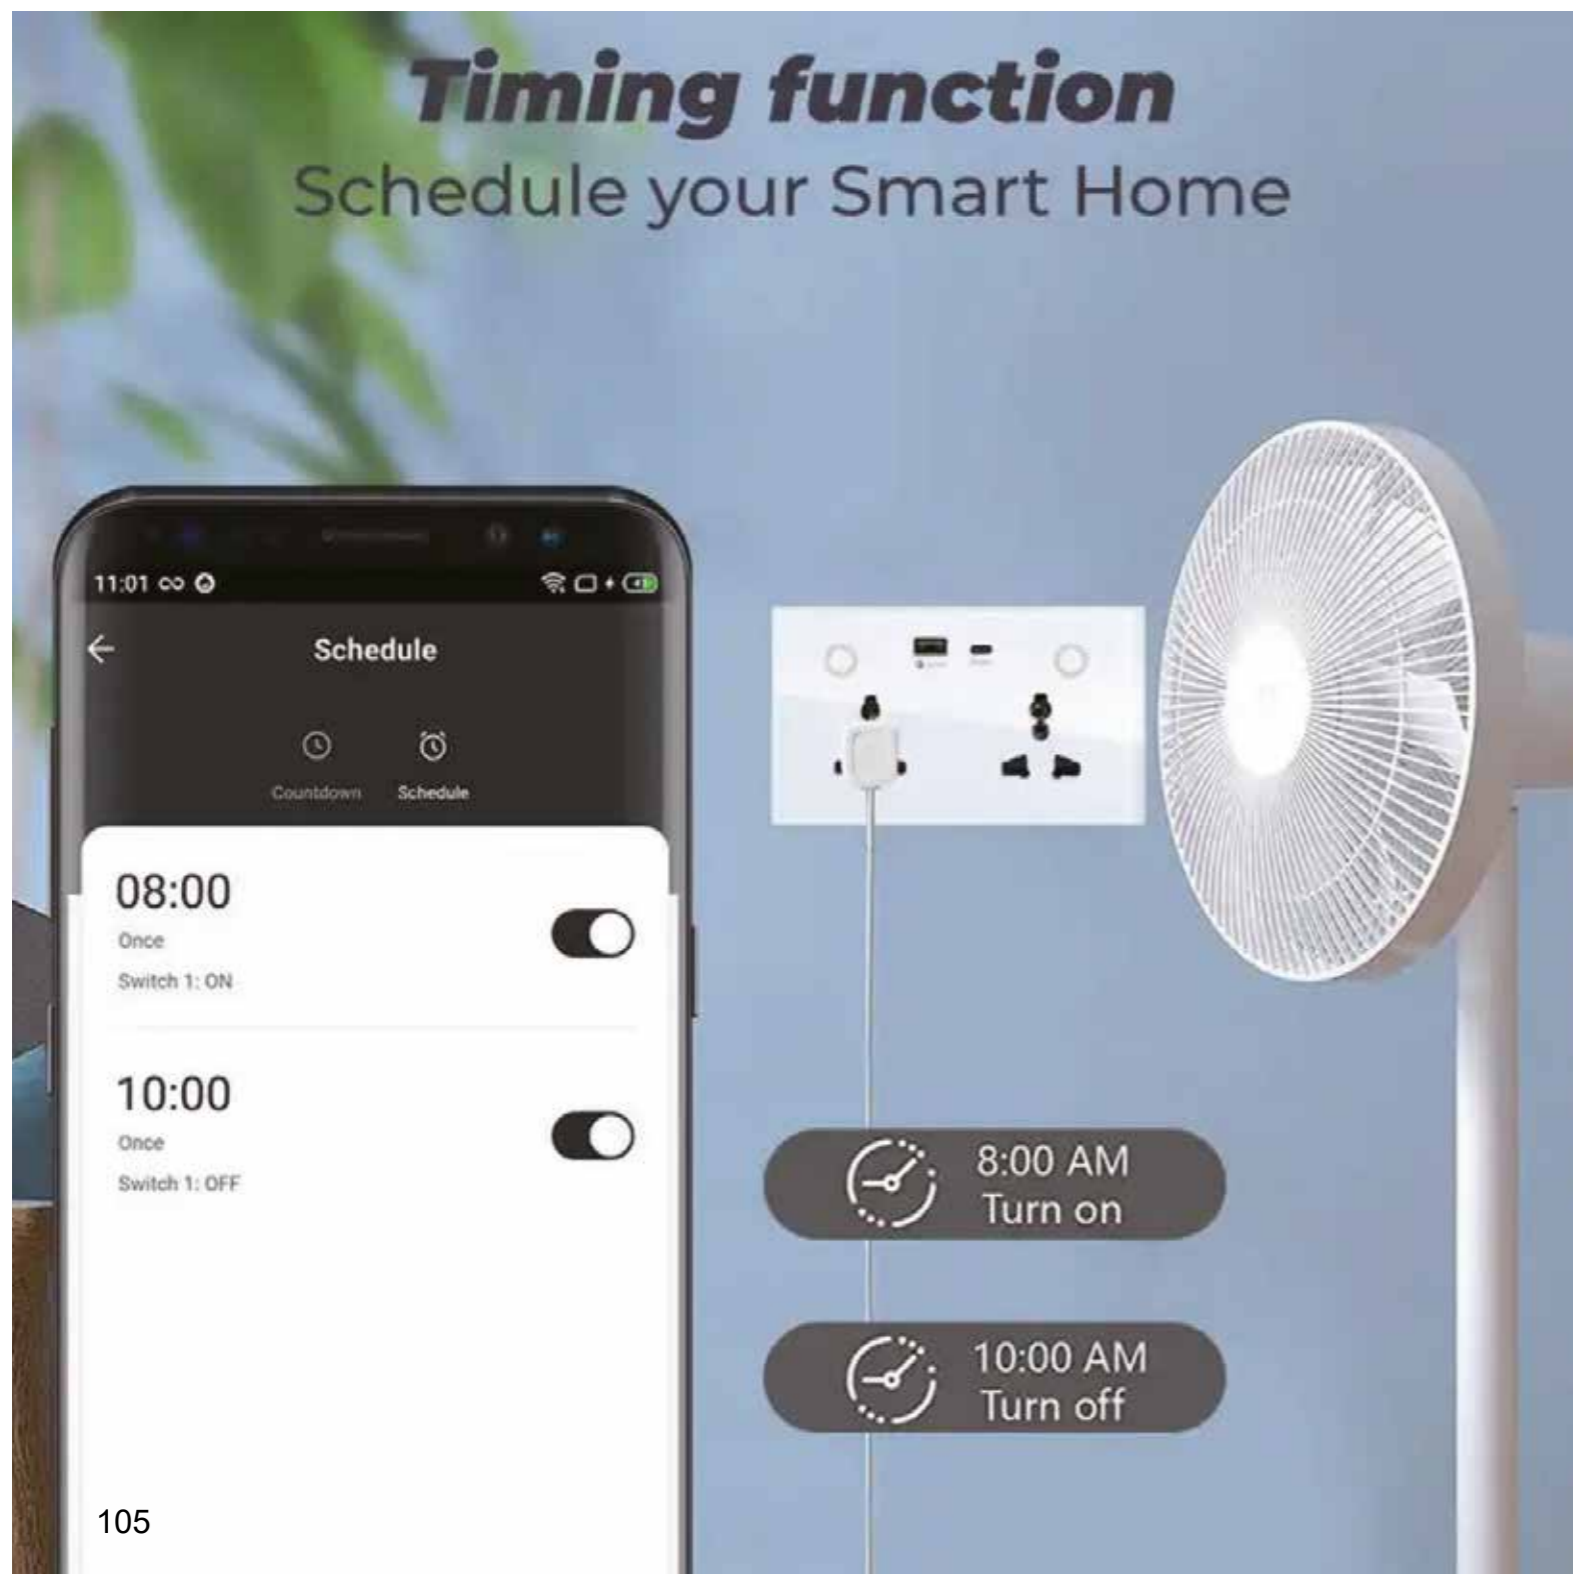 Timing function
Schedule your Smart Home
11:01
Schedule
Countdown
Schedule
08:00
Once
Switch 1: ON
10:00
Once
Switch 1: OFF
8:00 AM
Turn on
10:00 AM
Turn off
105